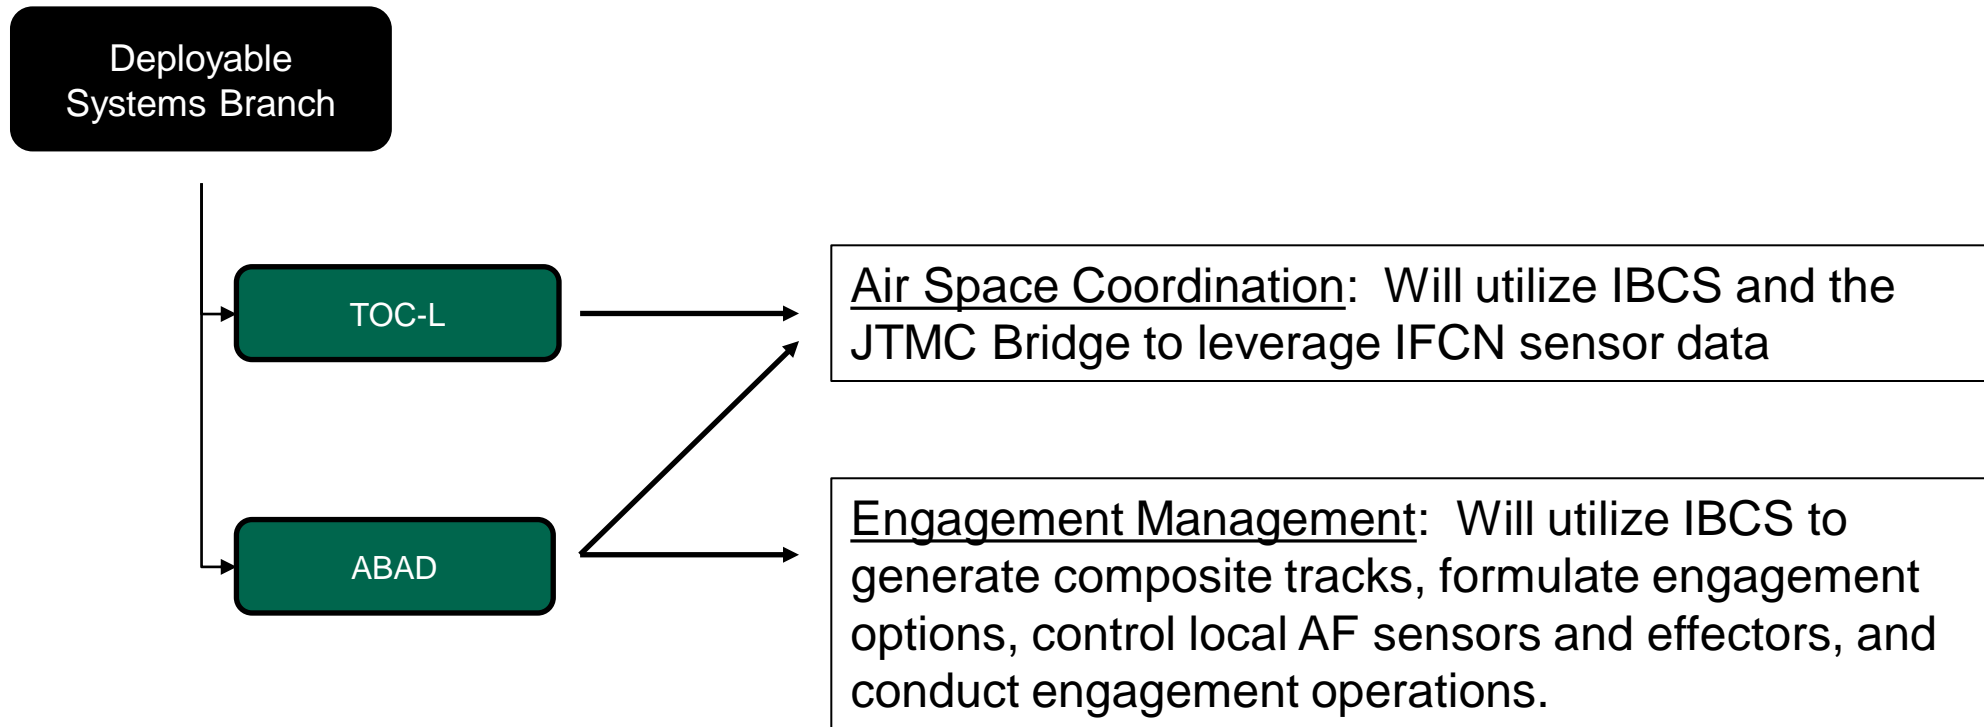 Deployable
Systems Branch
TOC-L
Air Space Coordination:  Will utilize IBCS and the
JTMC Bridge to leverage IFCN sensor data
ABAD
Engagement Management:  Will utilize IBCS to
generate composite tracks, formulate engagement
options, control local AF sensors and effectors, and
conduct engagement operations.